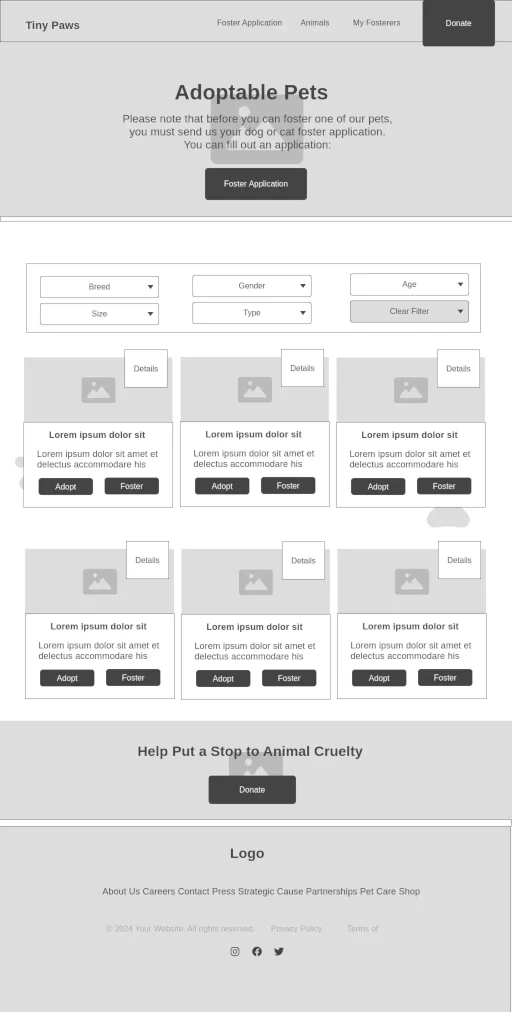 Tiny Paws
Foster Application
Animals
My Fosterers
Donate
Adoptable Pets
Please note that before you can foster one of our pets,
you must send us your dog or cat foster application.
You can fill out an application:
Foster Application
Breed
Gender
Age
Size
Type
Clear Filter
Details
Details
Details
Lorem ipsum dolor sit
Lorem ipsum dolor sit amet et
delectus accommodare his
Adopt
Foster
Lorem ipsum dolor sit
Lorem ipsum dolor sit amet et
delectus accommodare his
Adopt
Foster
Lorem ipsum dolor sit
Lorem ipsum dolor sit amet et
delectus accommodare his
Adopt
Foster
Details
Details
Details
Lorem ipsum dolor sit
Lorem ipsum dolor sit amet et
delectus accommodare his
Adopt
Foster
Lorem ipsum dolor sit
Lorem ipsum dolor sit amet et
delectus accommodare his
Adopt
Foster
Lorem ipsum dolor sit
Lorem ipsum dolor sit amet et
delectus accommodare his
Adopt
Foster
Help Put a Stop to Animal Cruelty
Donate
Logo
About Us Careers Contact Press Strategic Cause Partnerships Pet Care Shop
© 2024 Your Website. All rights reserved.
Privacy Policy
Terms of